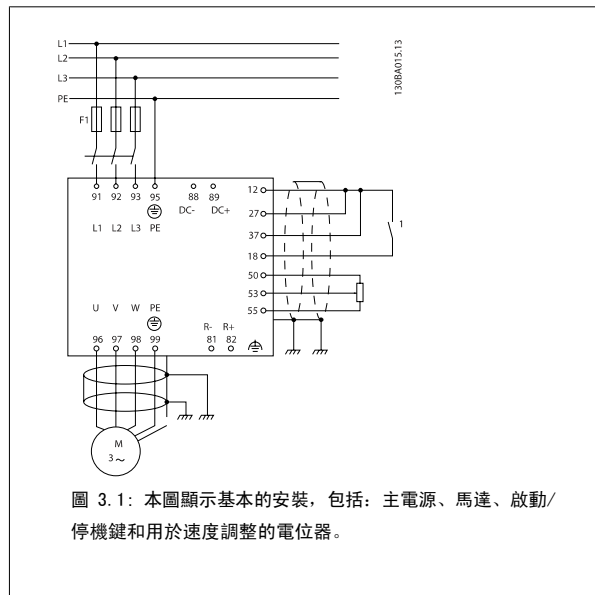 L1
L2
L3
PE
130BA015.13
F1
91 92 93 95 88 89
DC- DC+
L1 L2 L3 PE
12
27
37
18
50
53
55
1
U V W PE
R- R+
96 97 98 99 81 82
M
3 ~
圖 3.1: 本圖顯示基本的安裝，包括：主電源、馬達、啟動/
停機鍵和用於速度調整的電位器。